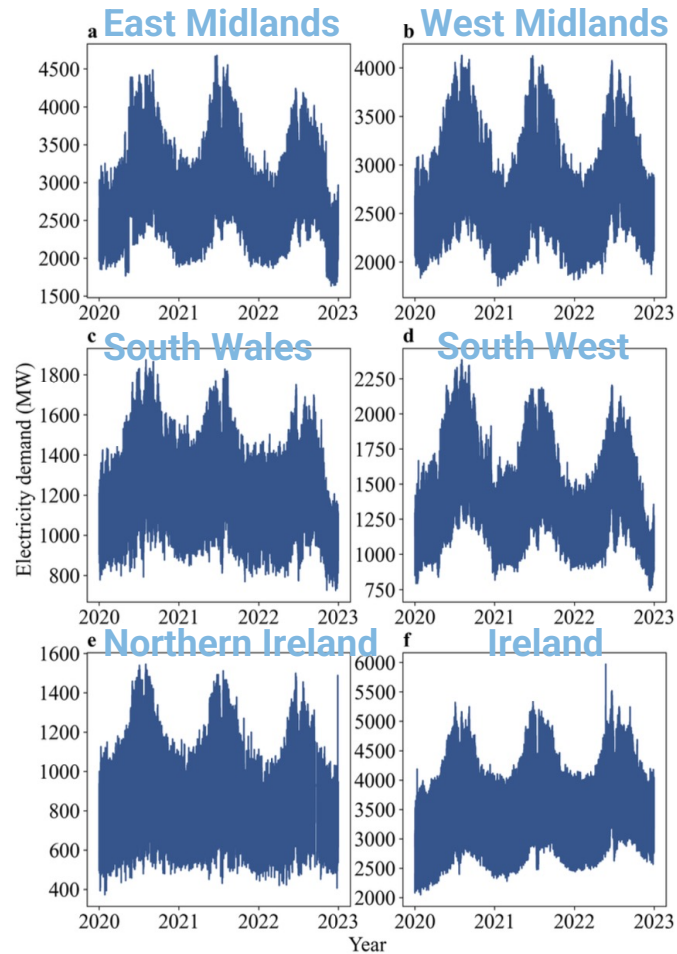 a East Midlands
b West Midlands
4500
4000
3500
3000
2500
2000
1500
2020 2021 2022 2023
4000
3500
3000
2500
2000
2020 2021 2022 2023
Electricity demand (MW)
c South Wales
d South West
1800
1600
1400
1200
1000
800
2020 2021 2022 2023
2250
2000
1750
1500
1250
1000
750
2020 2021 2022 2023
e Northern Ireland
f Ireland
1600
1400
1200
1000
800
600
400
2020 2021 2022 2023
6000
5500
5000
4500
4000
3500
3000
2500
2000
2020 2021 2022 2023
Year